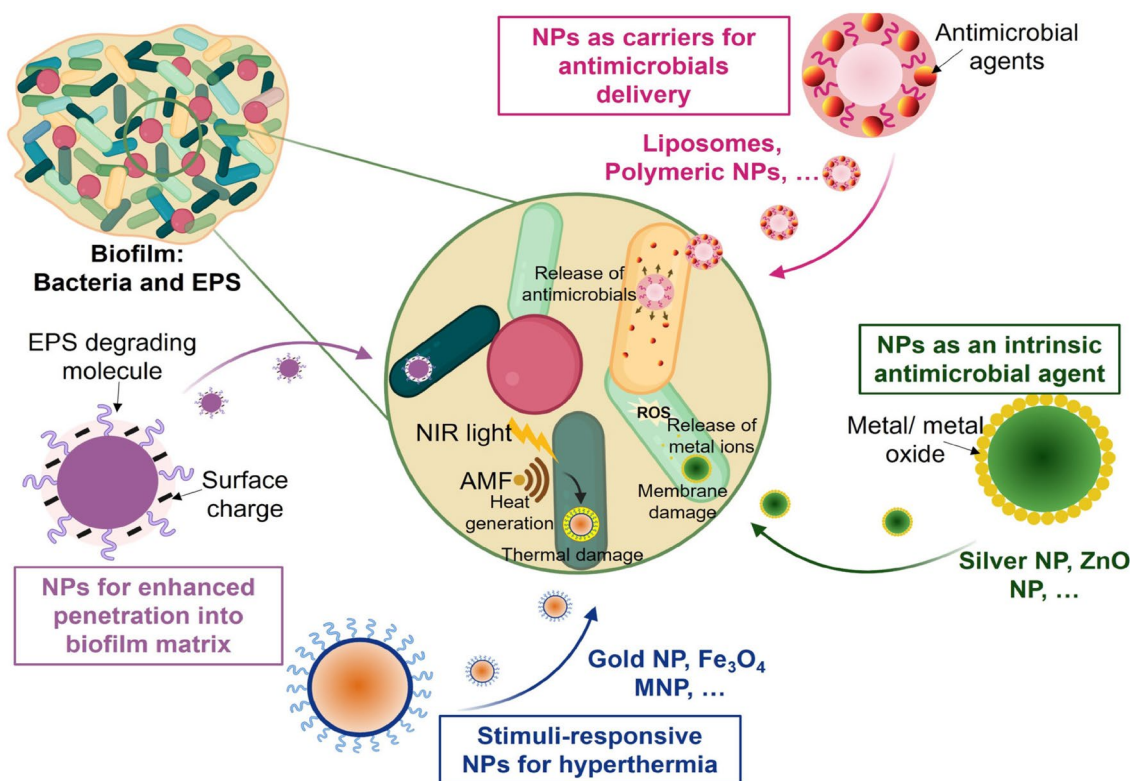 NPs as carriers for
antimicrobials
delivery
Antimicrobial
agents
Liposomes,
Polymeric NPs, ...
Biofilm:
Bacteria and EPS
Release of
antimicrobials
EPS degrading
molecule
Surface
charge
NPs for enhanced
penetration into
biofilm matrix
NIR light
AMF
Heat
generation
Thermal damage
ROS
Release of
metal ions
Membrane
damage
NPs as an intrinsic
antimicrobial agent
Metal/ metal
oxide
Silver NP, ZnO
NP, ...
Gold NP, Fe₃O₄
MNP, ...
Stimuli-responsive
NPs for hyperthermia